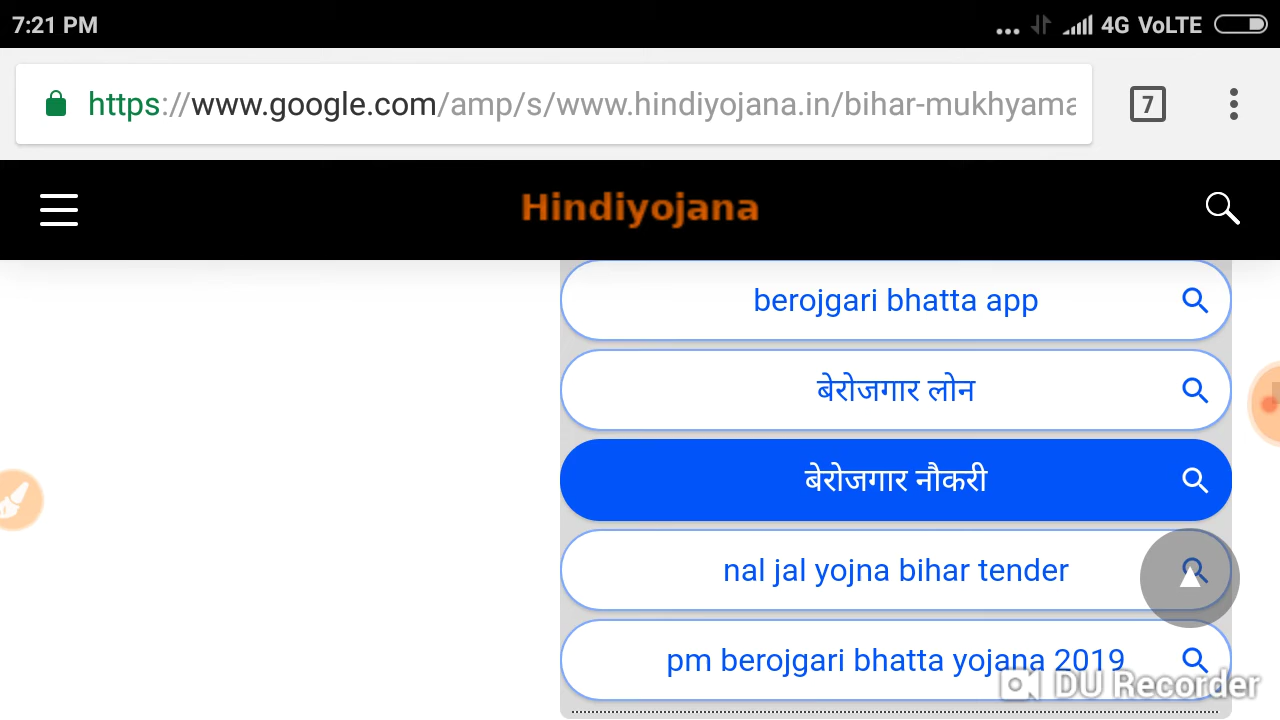 7:21 PM
4G VoLTE
https://www.google.com/amp/s/www.hindiyojana.in/bihar-mukhyama
7
Hindiyojana
berojgari bhatta app
बेरोजगार लोन
बेरोजगार नौकरी
nal jal yojna bihar tender
pm berojgari bhatta yojana 2019
DU Recorder